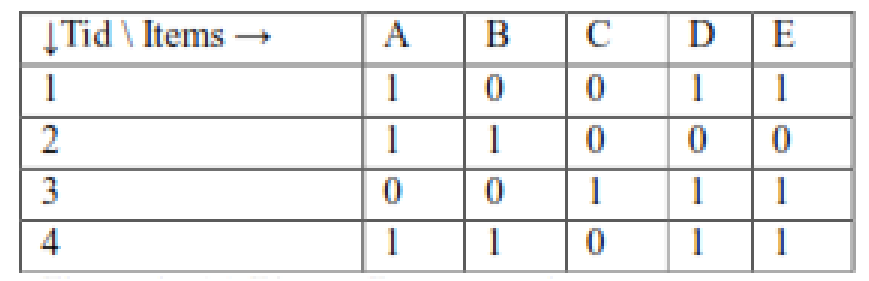 ↓Tid \ Items → A B C D E
1 1 0 0 1 1
2 1 1 0 0 0
3 0 0 1 1 1
4 1 1 0 1 1